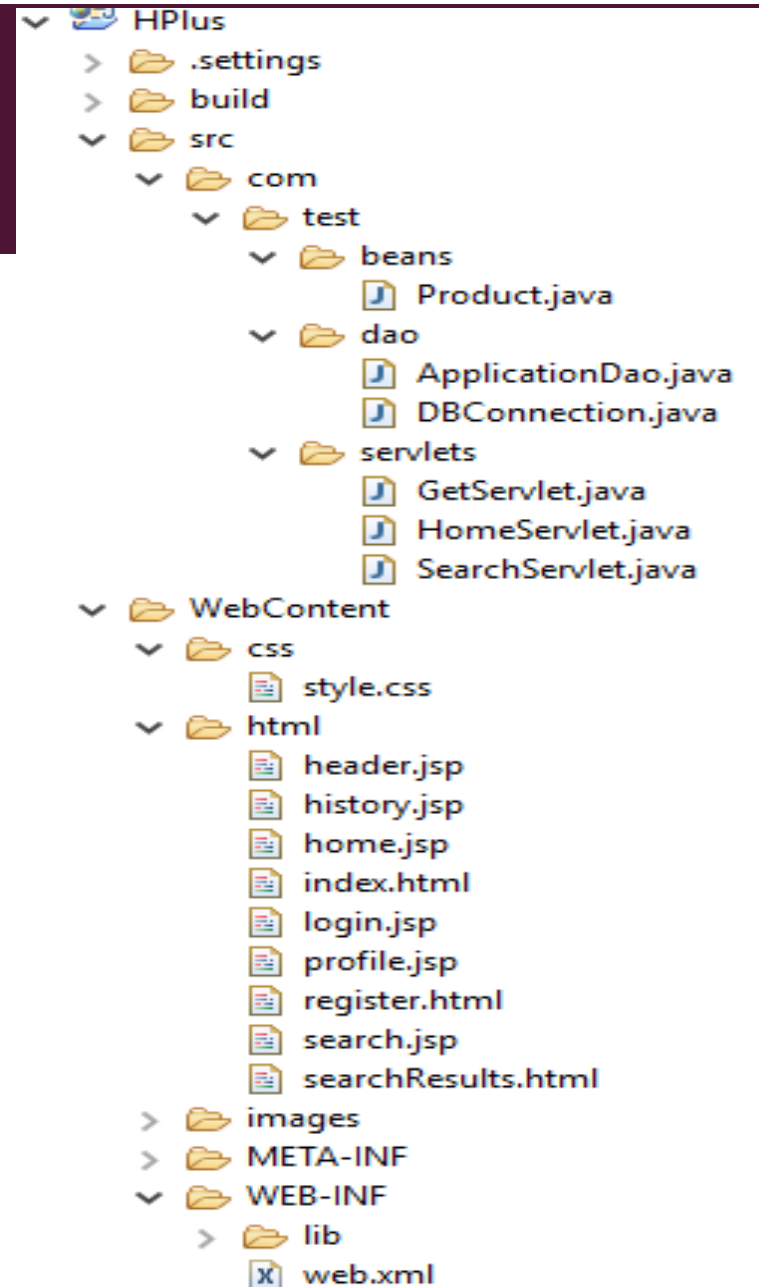 HPlus
.settings
build
src
com
test
beans
Product.java
dao
ApplicationDao.java
DBConnection.java
servlets
GetServlet.java
HomeServlet.java
SearchServlet.java
WebContent
css
style.css
html
header.jsp
history.jsp
home.jsp
index.html
login.jsp
profile.jsp
register.html
search.jsp
searchResults.html
images
META-INF
WEB-INF
lib
web.xml